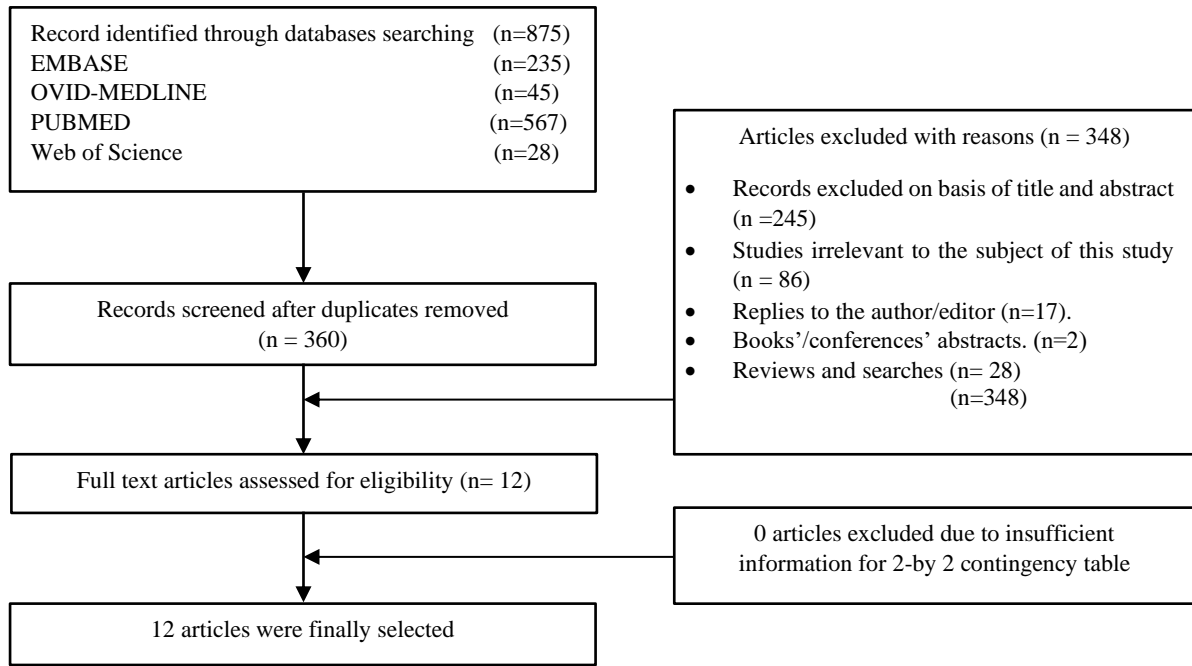 Record identified through databases searching (n=875)
EMBASE (n=235)
OVID-MEDLINE (n=45)
PUBMED (n=567)
Web of Science (n=28)
Articles excluded with reasons (n = 348)
• Records excluded on basis of title and abstract
(n =245)
• Studies irrelevant to the subject of this study
(n = 86)
• Replies to the author/editor (n=17).
• Books’/conferences’ abstracts. (n=2)
• Reviews and searches (n= 28)
(n=348)
Records screened after duplicates removed
(n = 360)
Full text articles assessed for eligibility (n= 12)
0 articles excluded due to insufficient
information for 2-by 2 contingency table
12 articles were finally selected